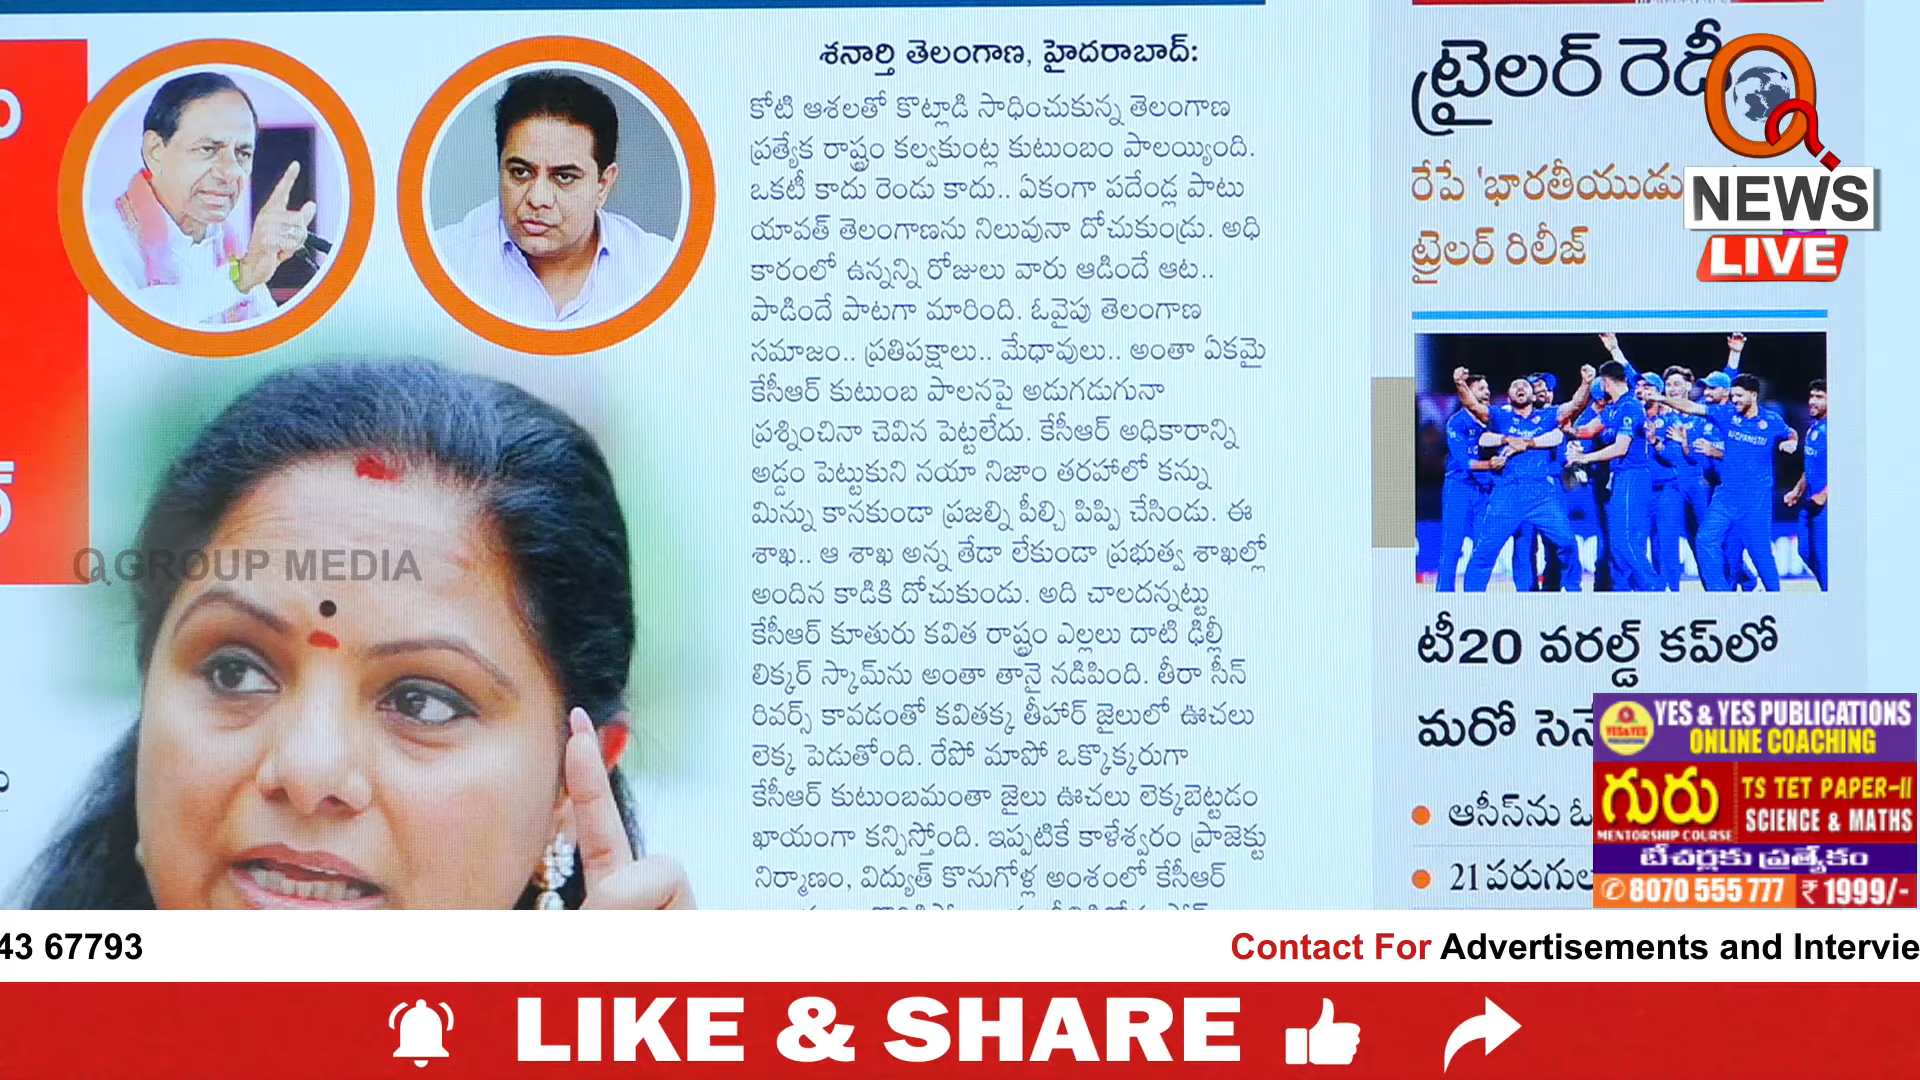 శనార్తి తెలంగాణ, హైదరాబాద్:
కోటి ఆశలతో కొట్లాడి సాధించుకున్న తెలంగాణ
ప్రత్యేక రాష్ట్రం కల్వకుంట్ల కుటుంబం పాలయ్యింది.
ఒకటీ కాదు రెండు కాదు.. ఏకంగా పదేండ్ల పాటు
యావత్ తెలంగాణను నిలువునా దోచుకుండ్రు. అధి
కారంలో ఉన్నన్ని రోజులు వారు ఆడిందే ఆట..
పాడిందే పాటగా మారింది. ఓవైపు తెలంగాణ
సమాజం.. ప్రతిపక్షాలు.. మేధావులు.. అంతా ఏకమై
కేసీఆర్ కుటుంబ పాలనపై అడుగడుగునా
ప్రశ్నించినా చెవిన పెట్టలేదు. కేసీఆర్ అధికారాన్ని
అడ్డం పెట్టుకుని నయా నిజాం తరహాలో కన్ను
మిన్ను కానకుండా ప్రజల్ని పీల్చి పిప్పి చేసిండు. ఈ
శాఖ.. ఆ శాఖ అన్న తేడా లేకుండా ప్రభుత్వ శాఖల్లో
అందిన కాడికి దోచుకుండు. అది చాలదన్నట్టు
కేసీఆర్ కూతురు కవిత రాష్ట్రం ఎల్లలు దాటి ఢిల్లీ
లిక్కర్ స్కామ్‌ను అంతా తానై నడిపింది. తీరా సీన్
రివర్స్ కావడంతో కవితక్క తీహార్ జైలులో ఊచలు
లెక్క పెడుతోంది. రేపో మాపో ఒక్కొక్కరుగా
కేసీఆర్ కుటుంబమంతా జైలు ఊచలు లెక్కబెట్టడం
ఖాయంగా కన్పిస్తోంది. ఇప్పటికే కాళేశ్వరం ప్రాజెక్టు
నిర్మాణం, విద్యుత్ కొనుగోళ్ల అంశంలో కేసీఆర్
ట్రైలర్ రెడీ
రేపే 'భారతీయుడు
ట్రైలర్ రిలీజ్
టీ20 వరల్డ్ కప్‌లో
మరో
• ఆసీస్‌ను
• 21 పరుగుల
Q
NEWS
LIVE
Q GROUP MEDIA
YES & YES PUBLICATIONS
ONLINE COACHING
గురు
MENTORSHIP COURSE
TS TET PAPER-II
SCIENCE & MATHS
టీచర్లకు ప్రత్యేకం
8070 555 777
₹ 1999/-
43 67793
Contact For Advertisements and Intervie
LIKE & SHARE